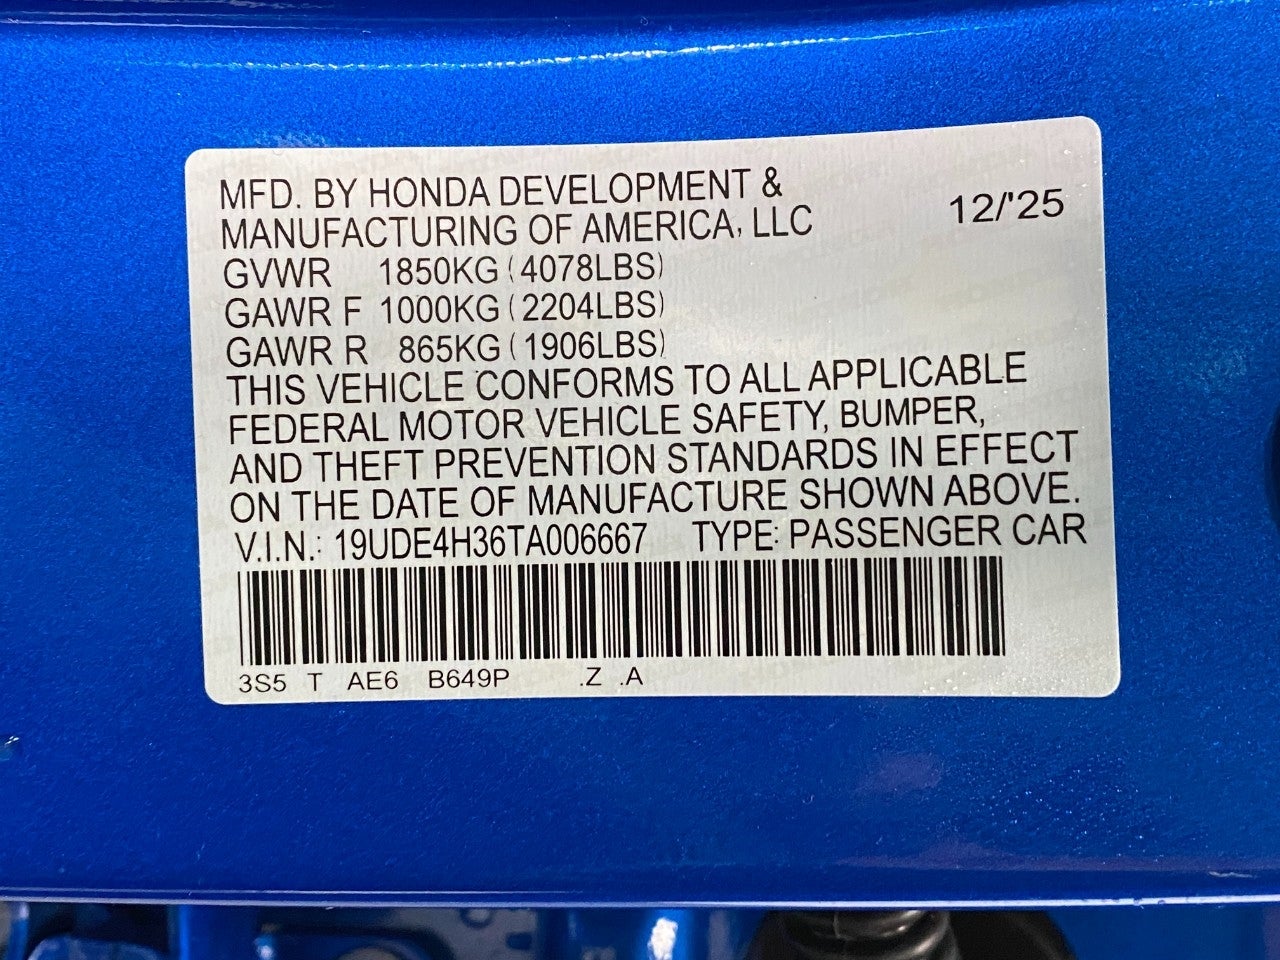 MFD. BY HONDA DEVELOPMENT &
MANUFACTURING OF AMERICA, LLC
12/'25
GVWR 1850KG (4078LBS)
GAWR F 1000KG (2204LBS)
GAWR R 865KG (1906LBS)
THIS VEHICLE CONFORMS TO ALL APPLICABLE
FEDERAL MOTOR VEHICLE SAFETY, BUMPER,
AND THEFT PREVENTION STANDARDS IN EFFECT
ON THE DATE OF MANUFACTURE SHOWN ABOVE.
V.I.N.: 19UDE4H36TA006667 TYPE: PASSENGER CAR
3S5 T AE6 B649P .Z .A